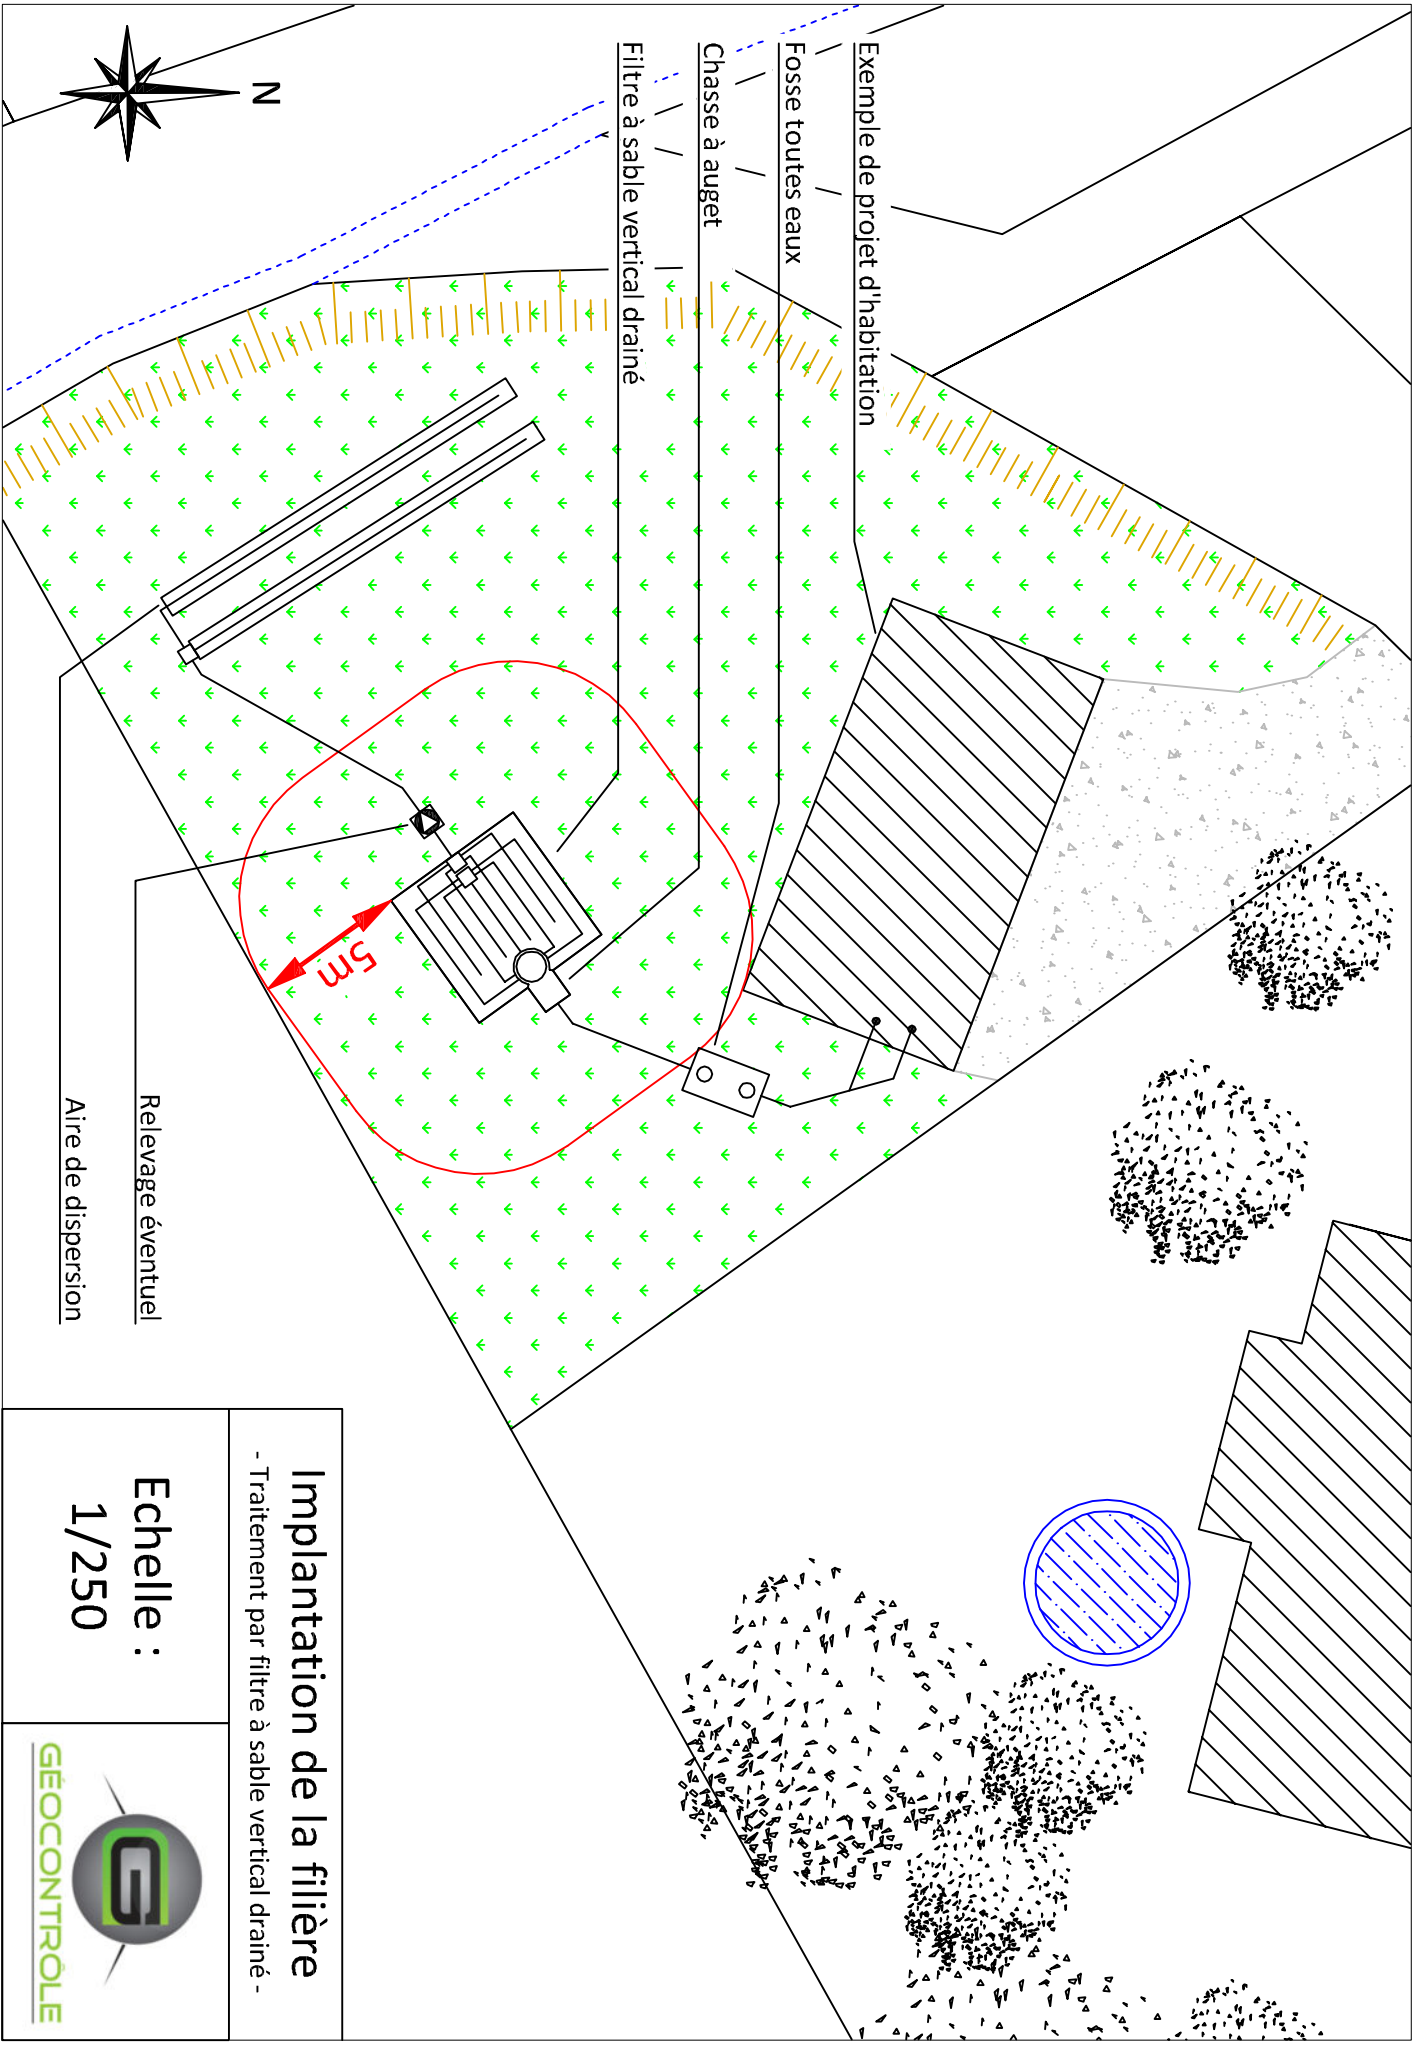 N
Exemple de projet d'habitation
Fosse toutes eaux
Chasse à auget
Filtre à sable vertical drainé
5m
Relevage éventuel
Aire de dispersion
Implantation de la filière
- Traitement par filtre à sable vertical drainé -
Echelle :
1/250
G
GÉOCONTRÔLE